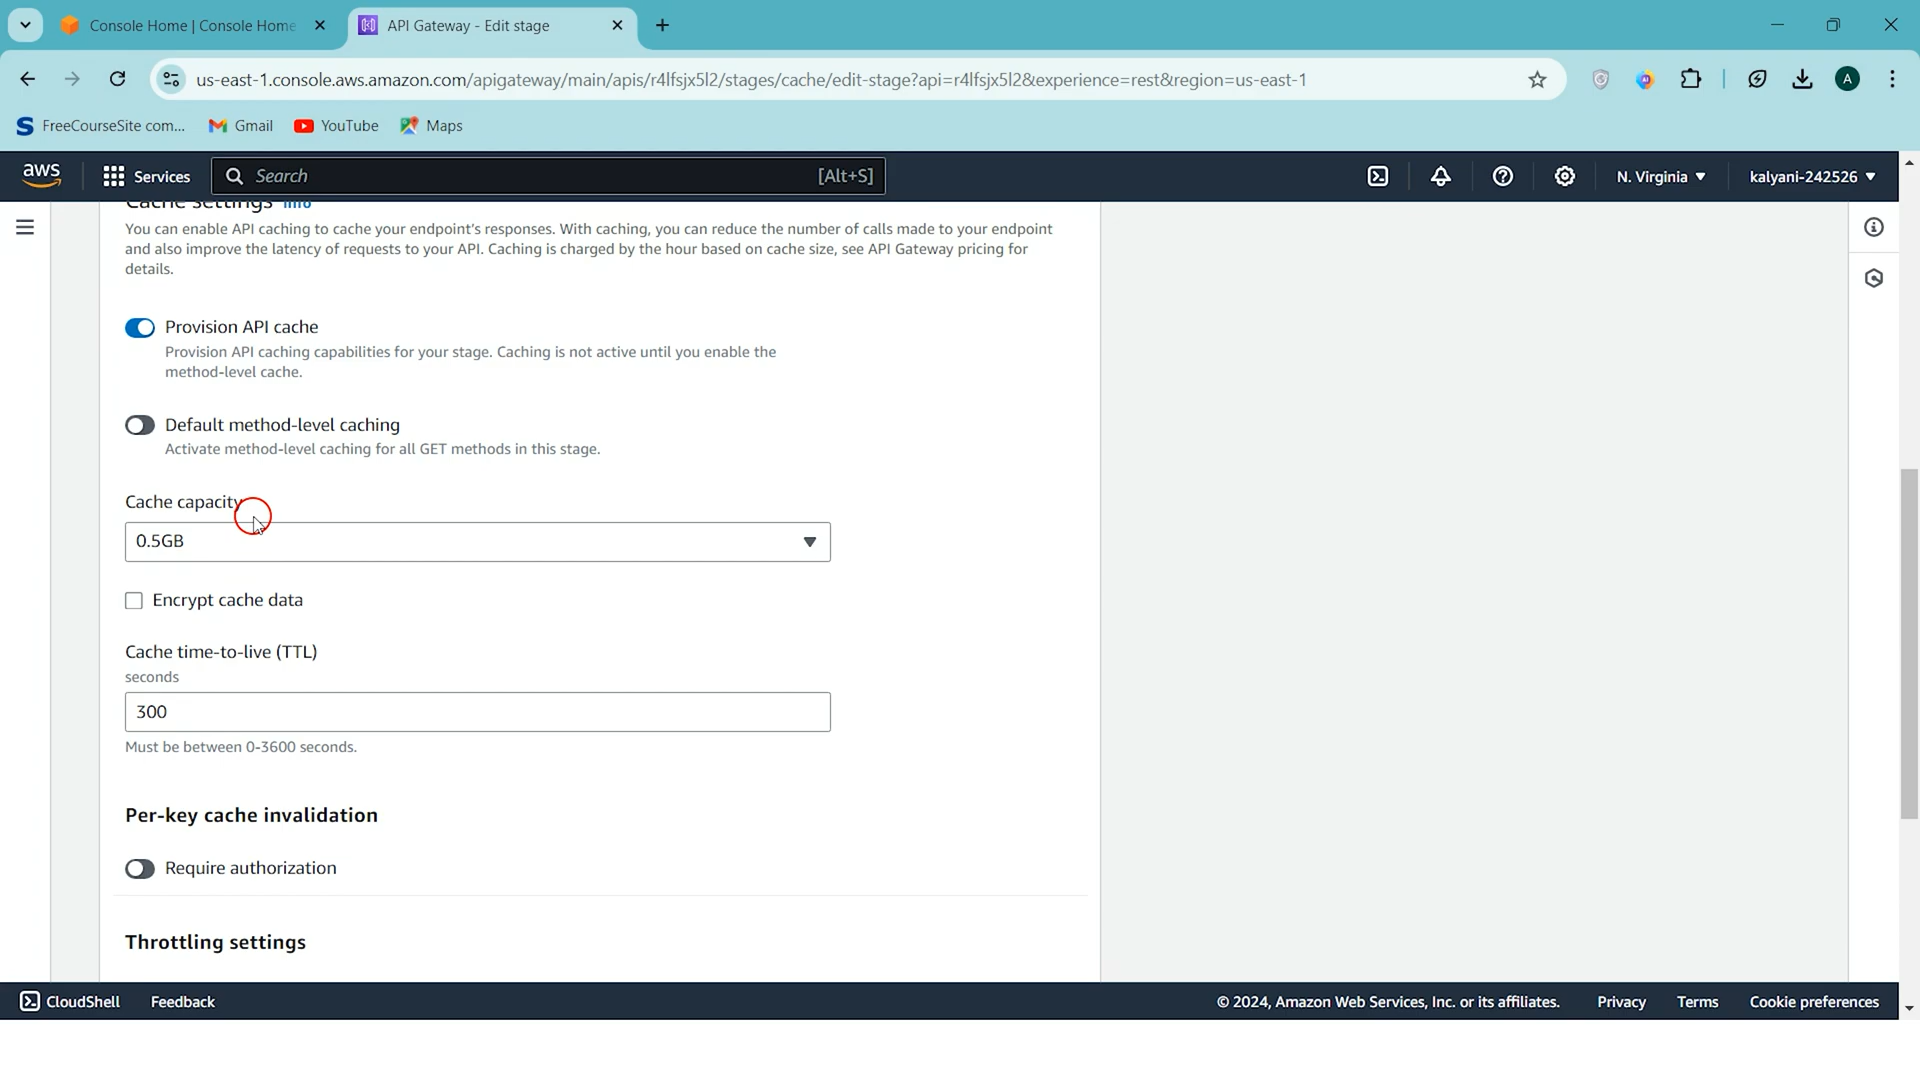 Console Home | Console Home
API Gateway - Edit stage
us-east-1.console.aws.amazon.com/apigateway/main/apis/r4lfsjx5l2/stages/cache/edit-stage?api=r4lfsjx5l2&experience=rest&region=us-east-1
A
FreeCourseSite com...
Gmail
YouTube
Maps
aws
Services
Search
[Alt+S]
N. Virginia
kalyani-242526
Cache settings Info
You can enable API caching to cache your endpoint's responses. With caching, you can reduce the number of calls made to your endpoint
and also improve the latency of requests to your API. Caching is charged by the hour based on cache size, see API Gateway pricing for
details.
Provision API cache
Provision API caching capabilities for your stage. Caching is not active until you enable the
method-level cache.
Default method-level caching
Activate method-level caching for all GET methods in this stage.
Cache capacity
0.5GB
Encrypt cache data
Cache time-to-live (TTL)
seconds
300
Must be between 0-3600 seconds.
Per-key cache invalidation
Require authorization
Throttling settings
CloudShell
Feedback
© 2024, Amazon Web Services, Inc. or its affiliates.
Privacy
Terms
Cookie preferences